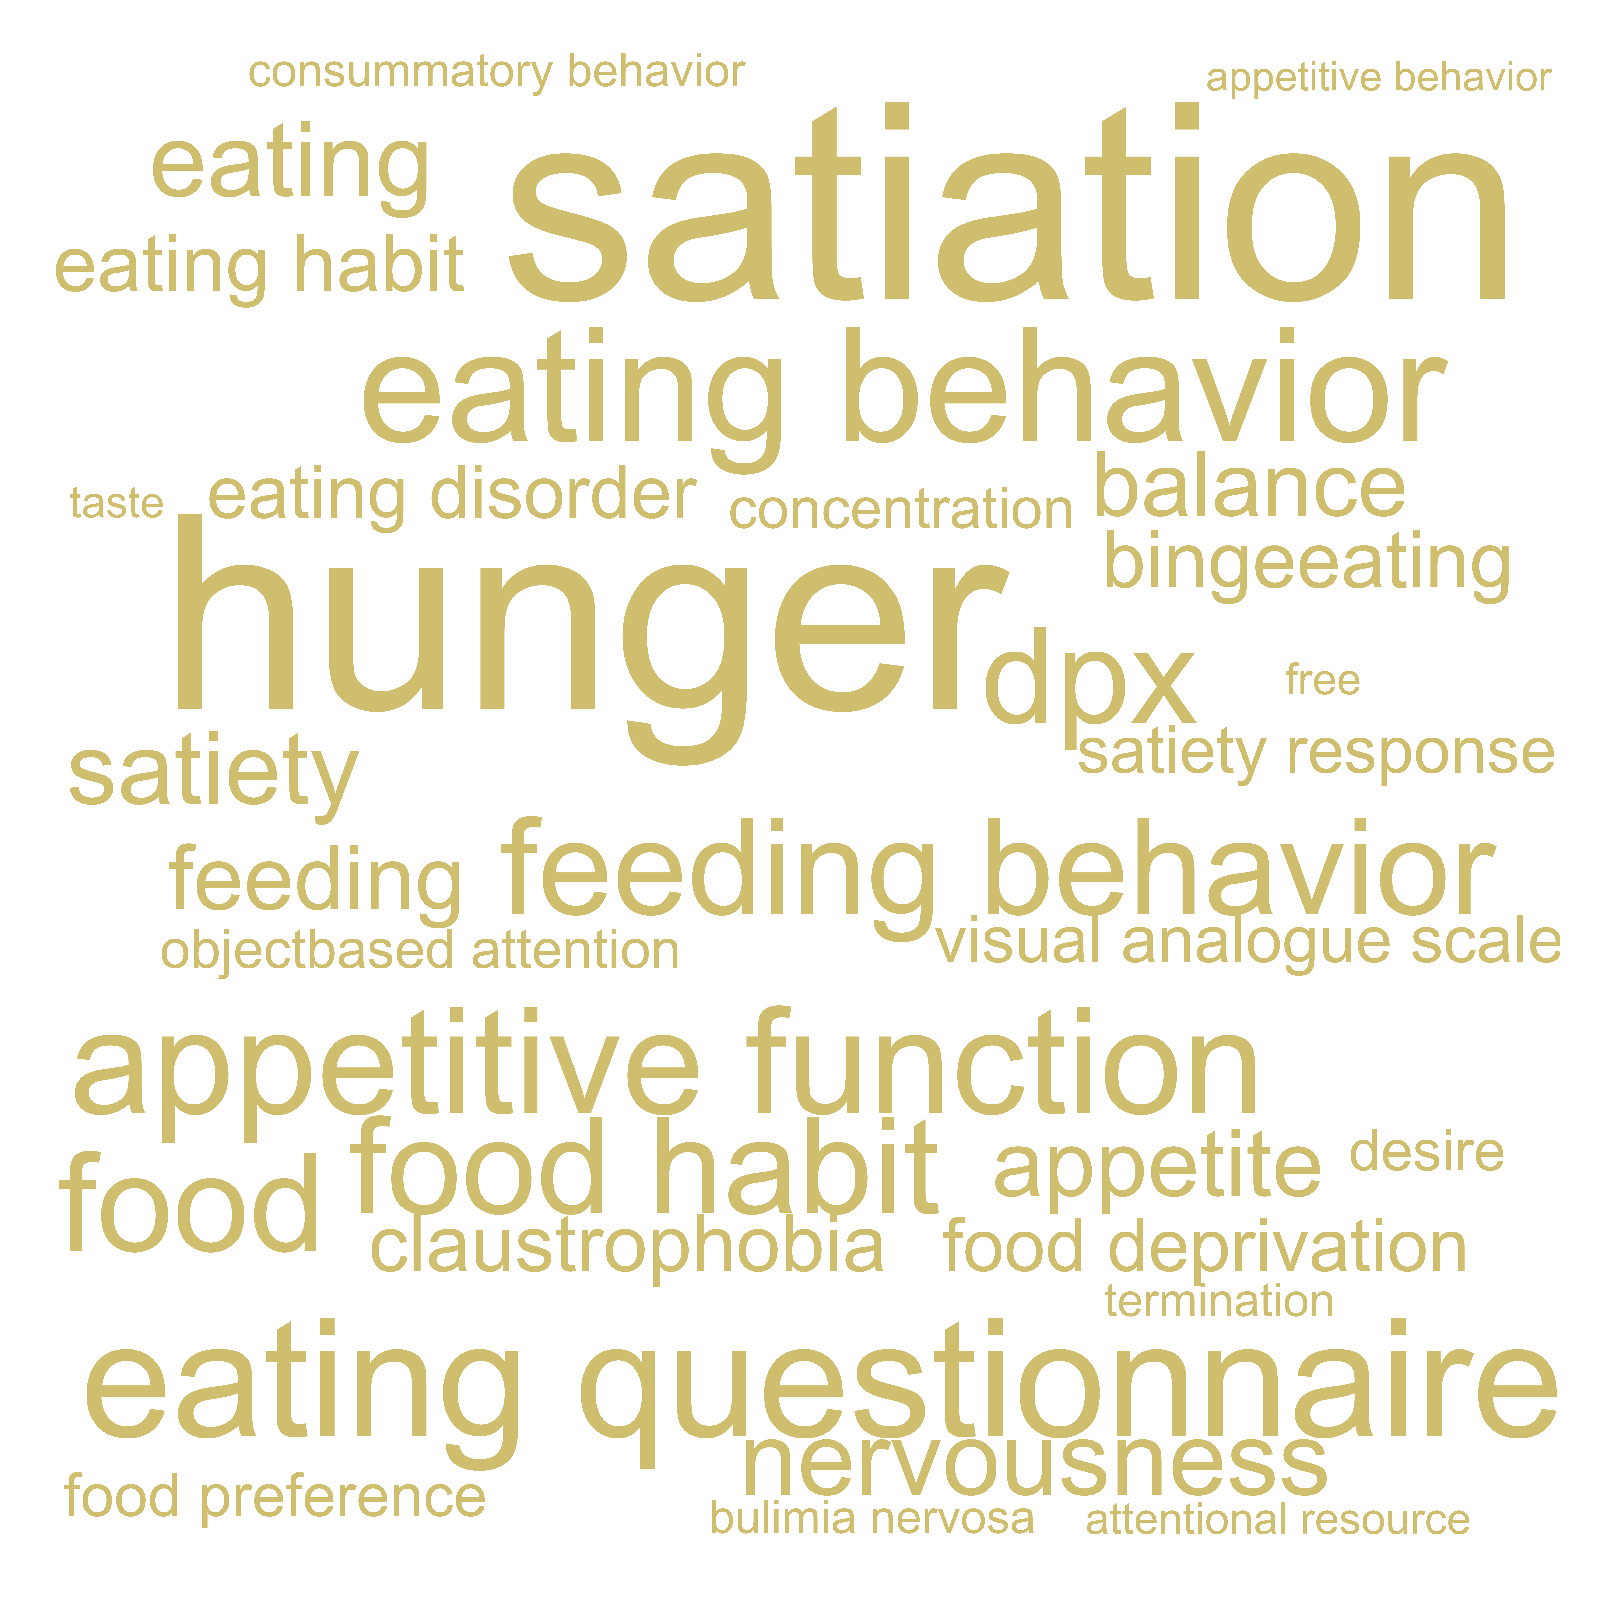 consummatory behavior
appetitive behavior
eating
satiation
eating habit
eating behavior
taste
eating disorder
concentration
balance
bingeeating
hunger
dpx
free
satiety
satiety response
feeding
feeding behavior
objectbased attention
visual analogue scale
appetitive function
food
food habit
appetite
desire
claustrophobia
food deprivation
termination
eating questionnaire
nervousness
food preference
bulimia nervosa
attentional resource